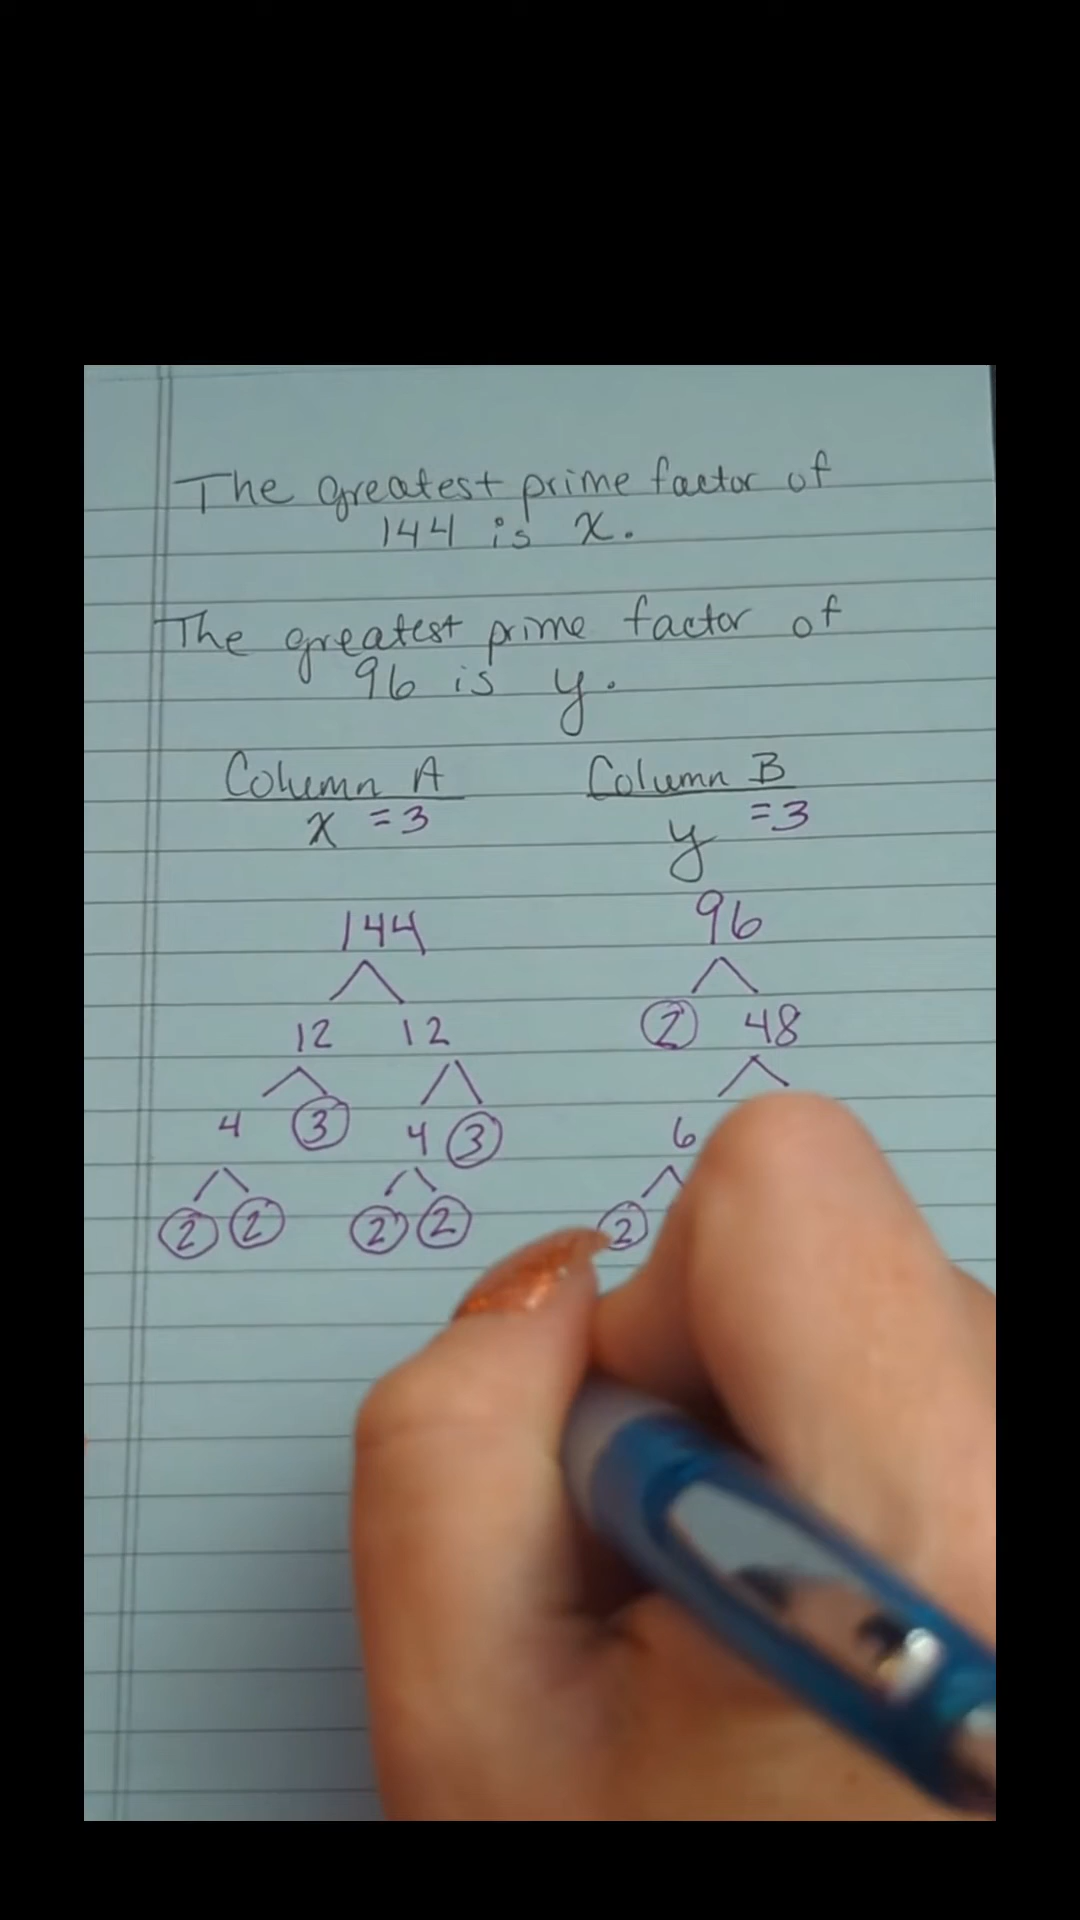 The greatest prime factor of
144 is x.
The greatest prime factor of
96 is y.
Column A Column B
x = 3 y = 3
144 96
12 12 2 48
4 3 4 3 6
2 2 2 2 2